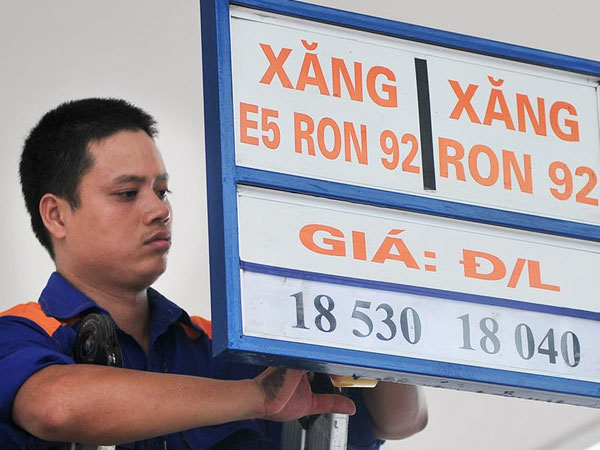 XĂNG
E5 RON 92
XĂNG
RON 92
GIÁ: Đ/L
18 530 18 040